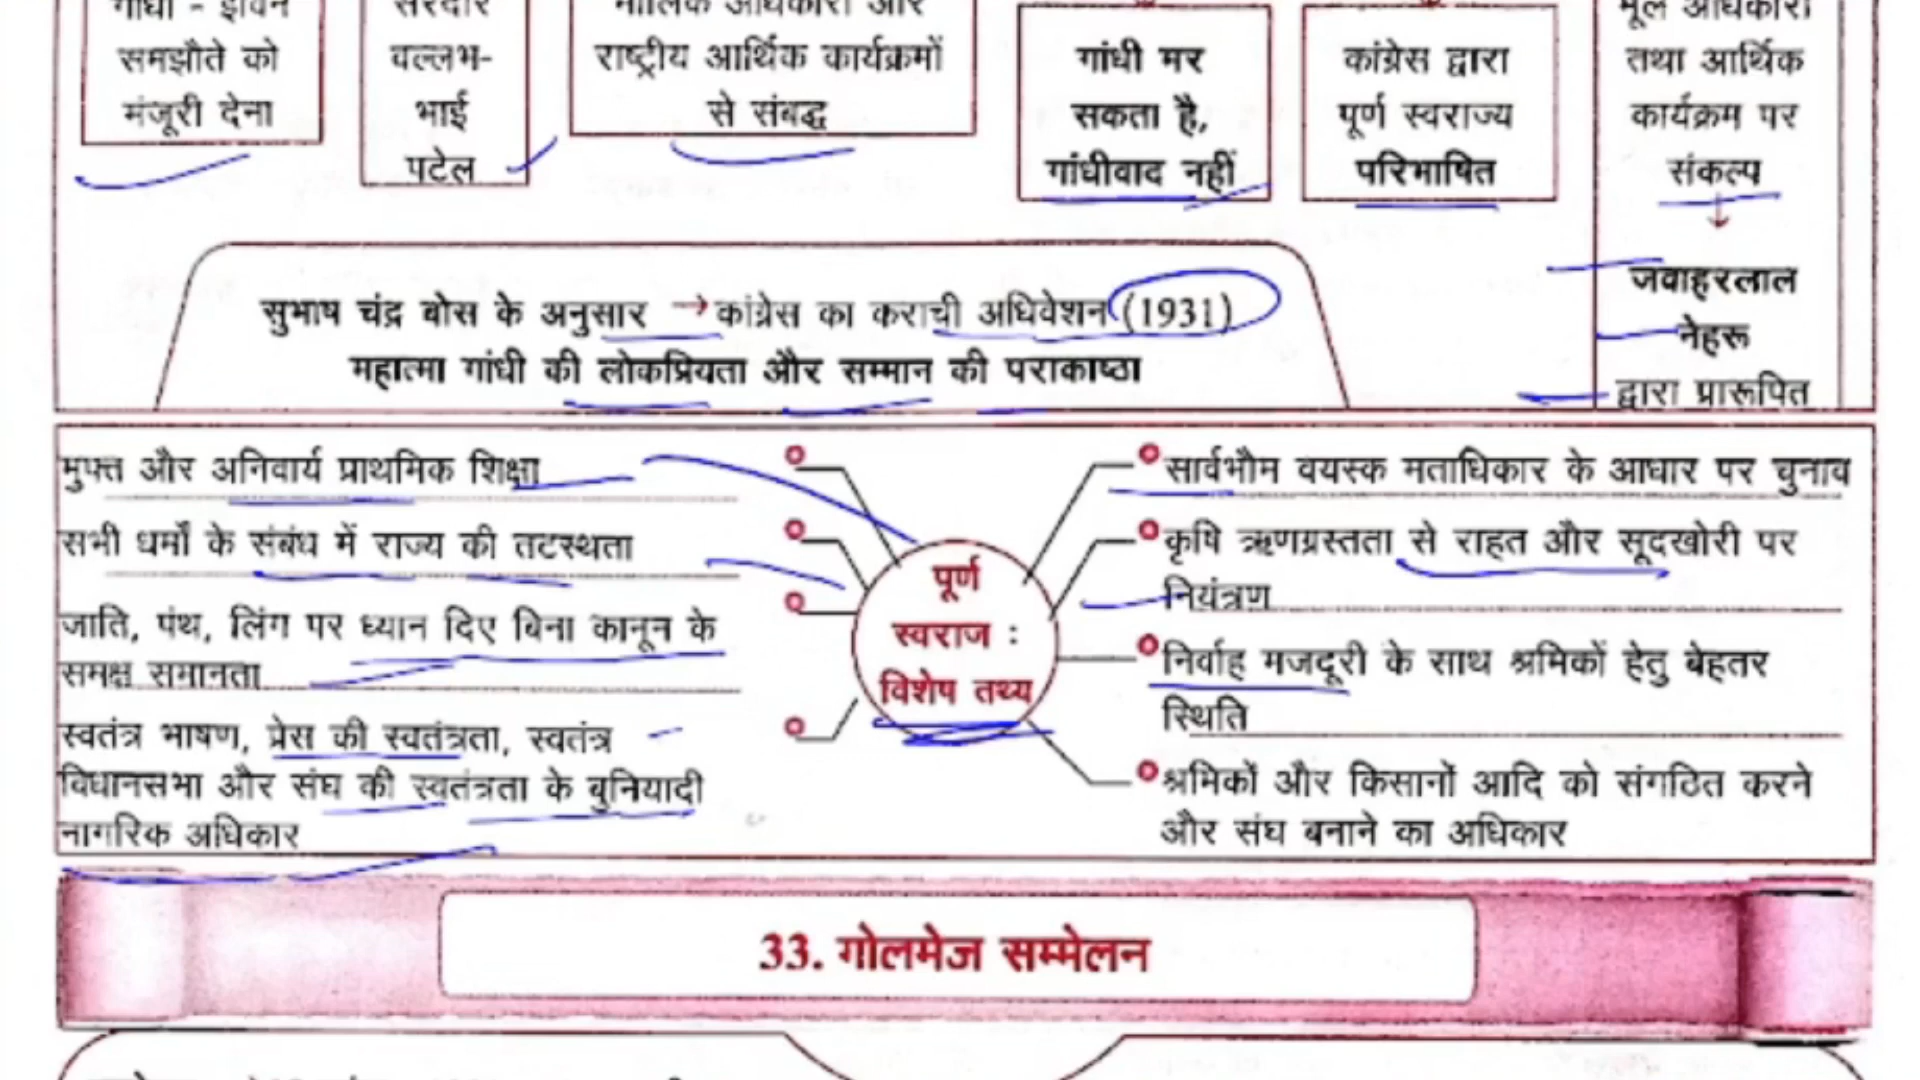 गांधी - इर्विन
समझौते को
मंजूरी देना
सरदार
वल्लभ-
भाई
पटेल
मौलिक अधिकारों और
राष्ट्रीय आर्थिक कार्यक्रमों
से संबद्ध
गांधी मर
सकता है,
गांधीवाद नहीं
कांग्रेस द्वारा
पूर्ण स्वराज्य
परिभाषित
मूल अधिकारों
तथा आर्थिक
कार्यक्रम पर
संकल्प
↓
जवाहरलाल
नेहरू
द्वारा प्रारूपित
सुभाष चंद्र बोस के अनुसार → कांग्रेस का कराची अधिवेशन (1931)
महात्मा गांधी की लोकप्रियता और सम्मान की पराकाष्ठा
मुफ्त और अनिवार्य प्राथमिक शिक्षा
सभी धर्मों के संबंध में राज्य की तटस्थता
जाति, पंथ, लिंग पर ध्यान दिए बिना कानून के
समक्ष समानता
स्वतंत्र भाषण, प्रेस की स्वतंत्रता, स्वतंत्र
विधानसभा और संघ की स्वतंत्रता के बुनियादी
नागरिक अधिकार
पूर्ण
स्वराज :
विशेष तथ्य
सार्वभौम वयस्क मताधिकार के आधार पर चुनाव
कृषि ऋणग्रस्तता से राहत और सूदखोरी पर
नियंत्रण
निर्वाह मजदूरी के साथ श्रमिकों हेतु बेहतर
स्थिति
श्रमिकों और किसानों आदि को संगठित करने
और संघ बनाने का अधिकार
33. गोलमेज सम्मेलन